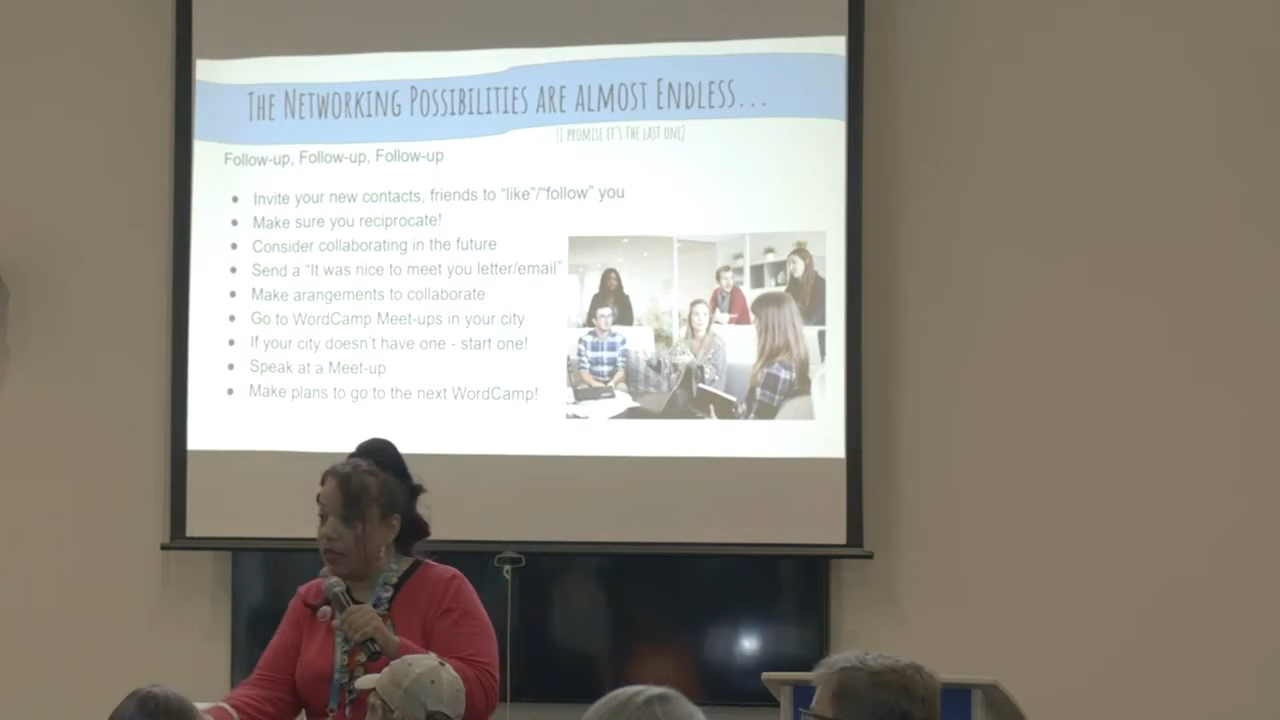 THE NETWORKING POSSIBILITIES ARE ALMOST ENDLESS...
(I PROMISE IT'S THE LAST ONE)
Follow-up, Follow-up, Follow-up
• Invite your new contacts, friends to “like”/“follow” you
• Make sure you reciprocate!
• Consider collaborating in the future
• Send a “It was nice to meet you letter/email”
• Make arangements to collaborate
• Go to WordCamp Meet-ups in your city
• If your city doesn't have one - start one!
• Speak at a Meet-up
• Make plans to go to the next WordCamp!